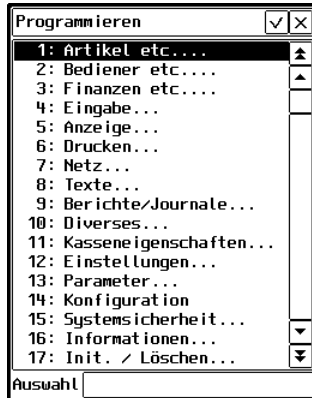 Programmieren
1: Artikel etc....
2: Bediener etc....
3: Finanzen etc....
4: Eingabe...
5: Anzeige...
6: Drucken...
7: Netz...
8: Texte...
9: Berichte/Journale...
10: Diverses...
11: Kasseneigenschaften...
12: Einstellungen...
13: Parameter...
14: Konfiguration
15: Systemsicherheit...
16: Informationen...
17: Init. / Löschen...
Auswahl